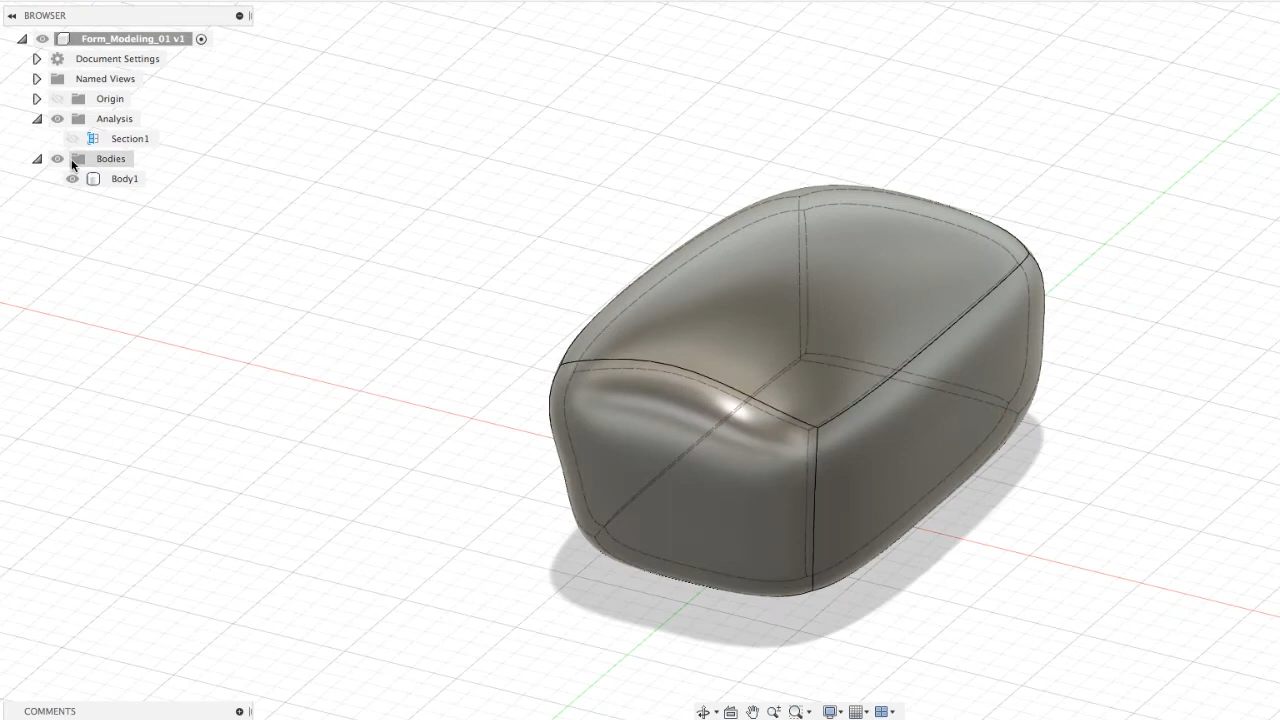 BROWSER
Form_Modeling_01 v1
Document Settings
Named Views
Origin
Analysis
Section1
Bodies
Body1
COMMENTS